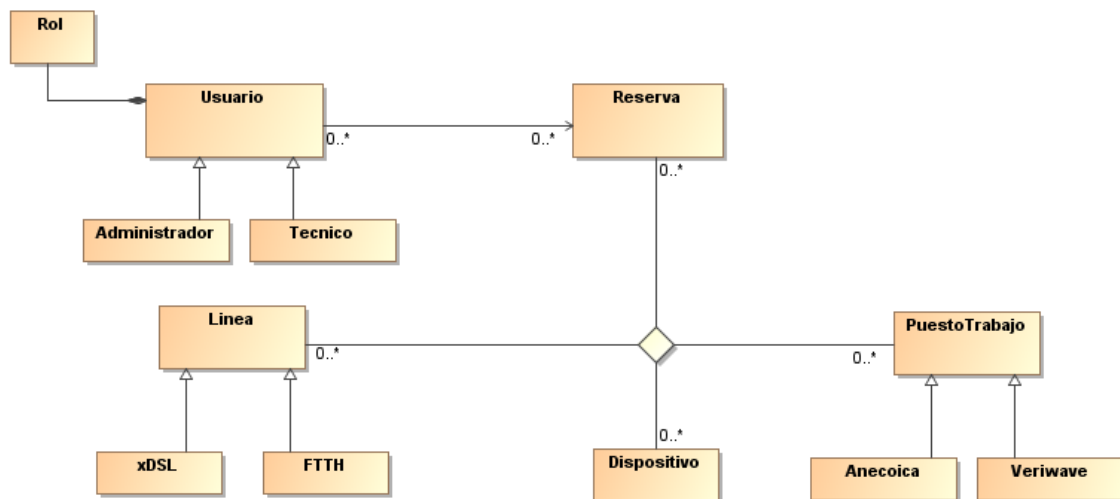 Rol
Usuario
Reserva
0..*
0..*
0..*
Administrador
Tecnico
Linea
PuestoTrabajo
0..*
0..*
0..*
xDSL
FTTH
Dispositivo
Anecoica
Veriwave